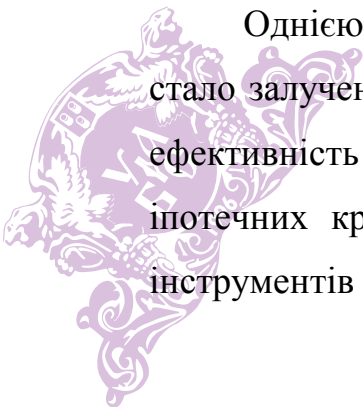 Однією
стало залучен
ефективність
іпотечних кр
інструментів